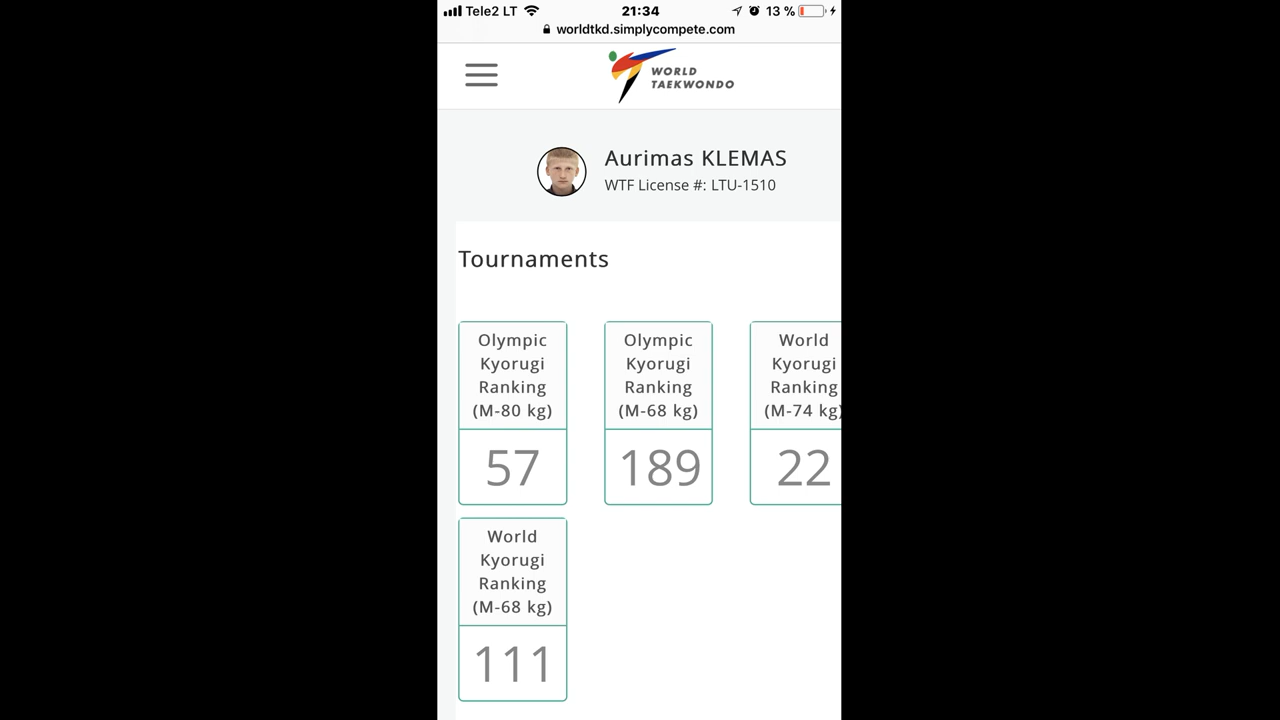 Tele2 LT 21:34 13 %
worldtkd.simplycompete.com
WORLD
TAEKWONDO
Aurimas KLEMAS
WTF License #: LTU-1510
Tournaments
Olympic
Kyorugi
Ranking
(M-80 kg)
57
Olympic
Kyorugi
Ranking
(M-68 kg)
189
World
Kyorugi
Ranking
(M-74 kg)
22
World
Kyorugi
Ranking
(M-68 kg)
111